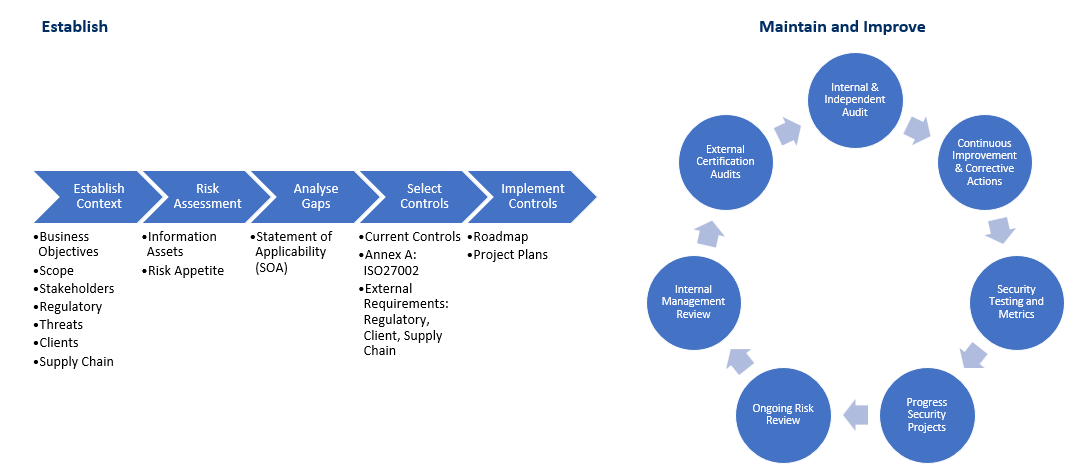 Establish
Establish
Context
•Business
Objectives
•Scope
•Stakeholders
•Regulatory
•Threats
•Clients
•Supply Chain
Risk
Assessment
•Information
Assets
•Risk Appetite
Analyse
Gaps
•Statement of
Applicability
(SOA)
Select
Controls
•Current Controls
•Annex A:
ISO27002
•External
Requirements:
Regulatory,
Client, Supply
Chain
Implement
Controls
•Roadmap
•Project Plans
Maintain and Improve
Internal &
Independent
Audit
Continuous
Improvement
& Corrective
Actions
Security
Testing and
Metrics
Progress
Security
Projects
Ongoing Risk
Review
Internal
Management
Review
External
Certification
Audits